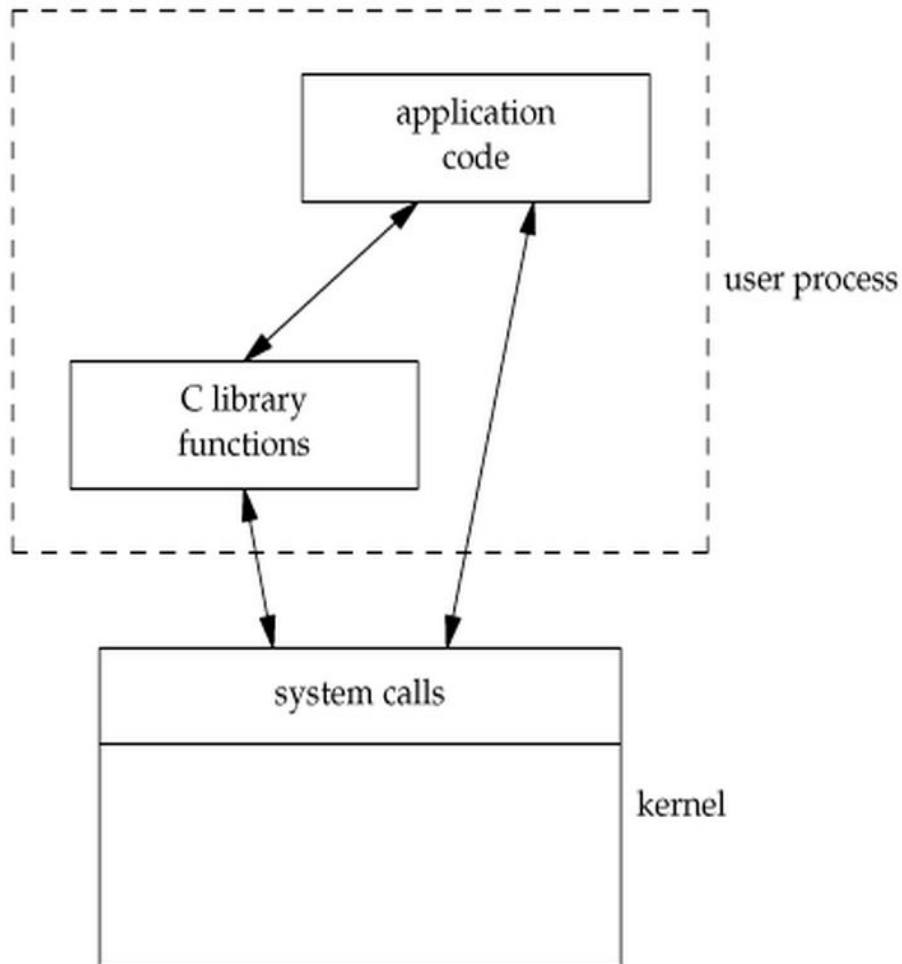 application
code
user process
C library
functions
system calls
kernel